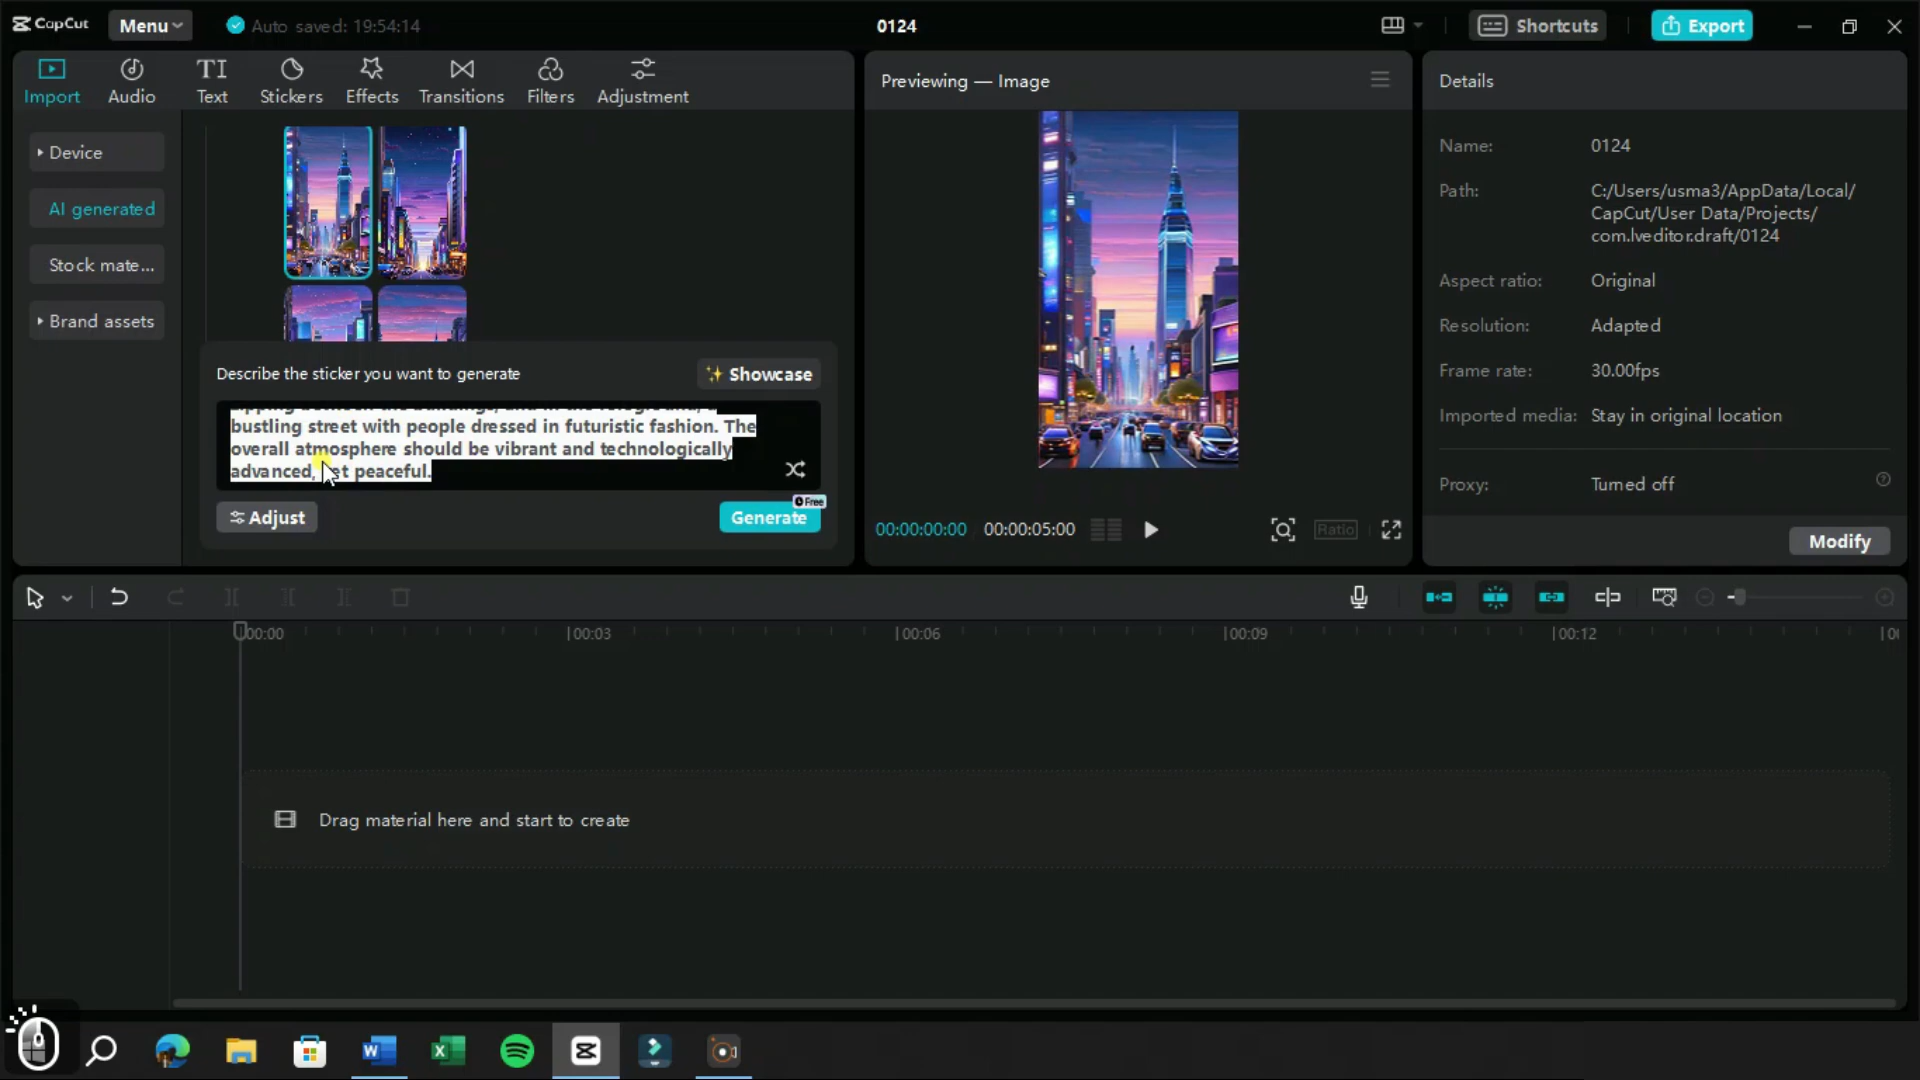 CapCut
Menu
Auto saved: 19:54:14
0124
Shortcuts
Export
Import
Audio
Text
Stickers
Effects
Transitions
Filters
Adjustment
Device
AI generated
Stock mate...
Brand assets
Describe the sticker you want to generate
Showcase
bustling street with people dressed in futuristic fashion. The
overall atmosphere should be vibrant and technologically
advanced, yet peaceful.
Adjust
Free
Generate
Previewing — Image
00:00:00:00
00:00:05:00
Ratio
Details
Name:
0124
Path:
C:/Users/usma3/AppData/Local/
CapCut/User Data/Projects/
com.lveditor.draft/0124
Aspect ratio:
Original
Resolution:
Adapted
Frame rate:
30.00fps
Imported media:
Stay in original location
Proxy:
Turned off
Modify
00:00
00:03
00:06
00:09
00:12
Drag material here and start to create